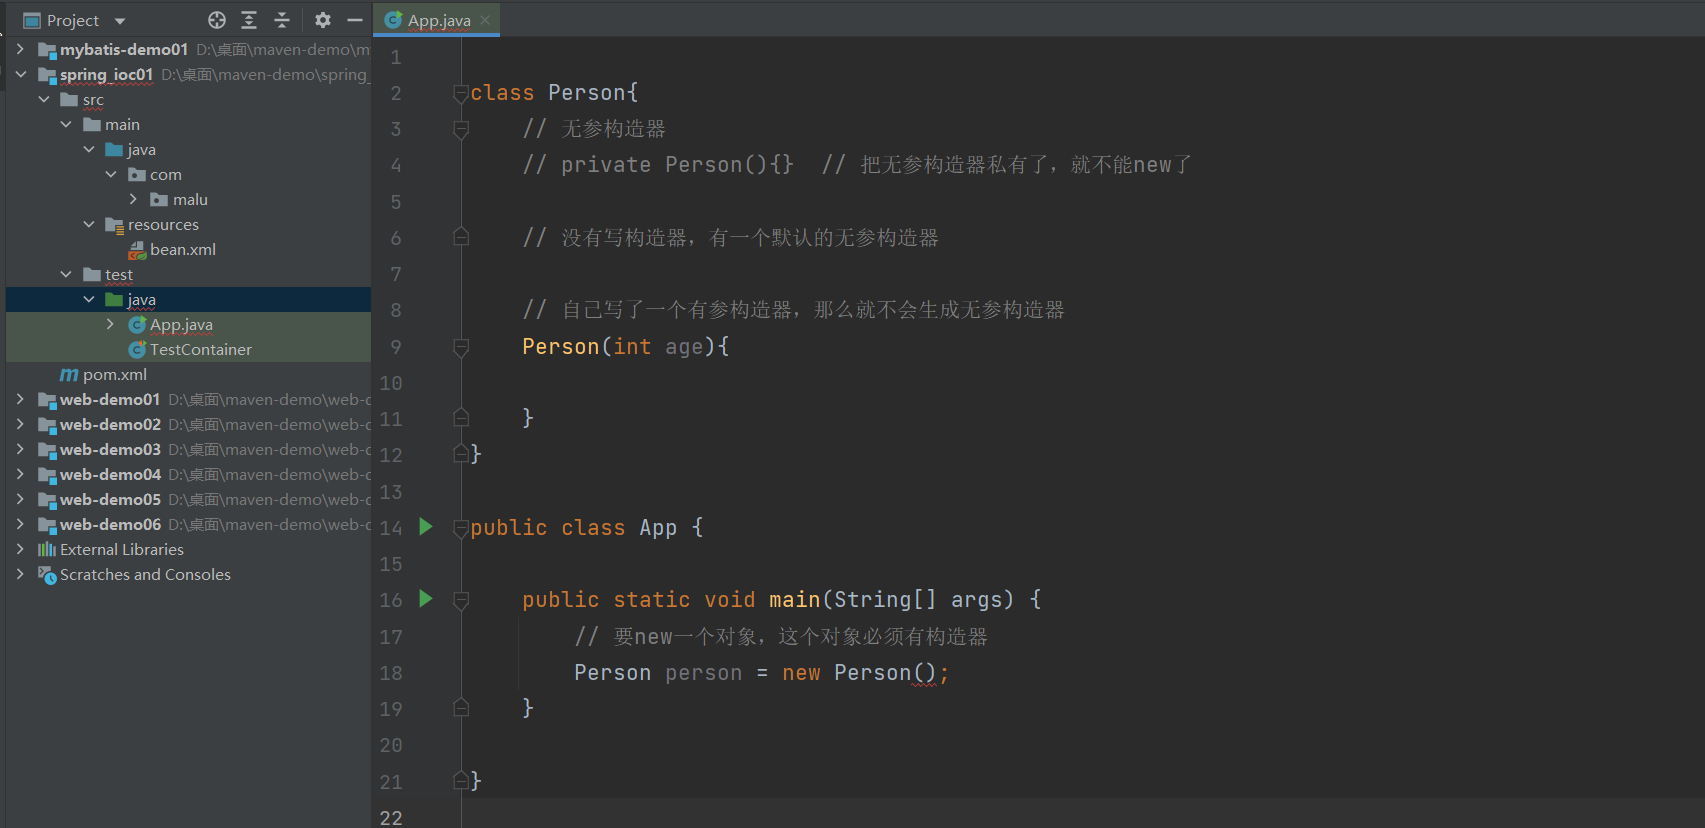 Project
mybatis-demo01 D:\桌面\maven-demo\m
spring_ioc01 D:\桌面\maven-demo\spring_
src
main
java
com
malu
resources
bean.xml
test
java
App.java
TestContainer
pom.xml
web-demo01 D:\桌面\maven-demo\web-d
web-demo02 D:\桌面\maven-demo\web-d
web-demo03 D:\桌面\maven-demo\web-d
web-demo04 D:\桌面\maven-demo\web-d
web-demo05 D:\桌面\maven-demo\web-d
web-demo06 D:\桌面\maven-demo\web-d
External Libraries
Scratches and Consoles
App.java
1
2 class Person{
3 // 无参构造器
4 // private Person(){} // 把无参构造器私有了，就不能new了
5
6 // 没有写构造器，有一个默认的无参构造器
7
8 // 自己写了一个有参构造器，那么就不会生成无参构造器
9 Person(int age){
10
11 }
12 }
13
14 public class App {
15
16 public static void main(String[] args) {
17 // 要new一个对象，这个对象必须有构造器
18 Person person = new Person();
19 }
20
21 }
22